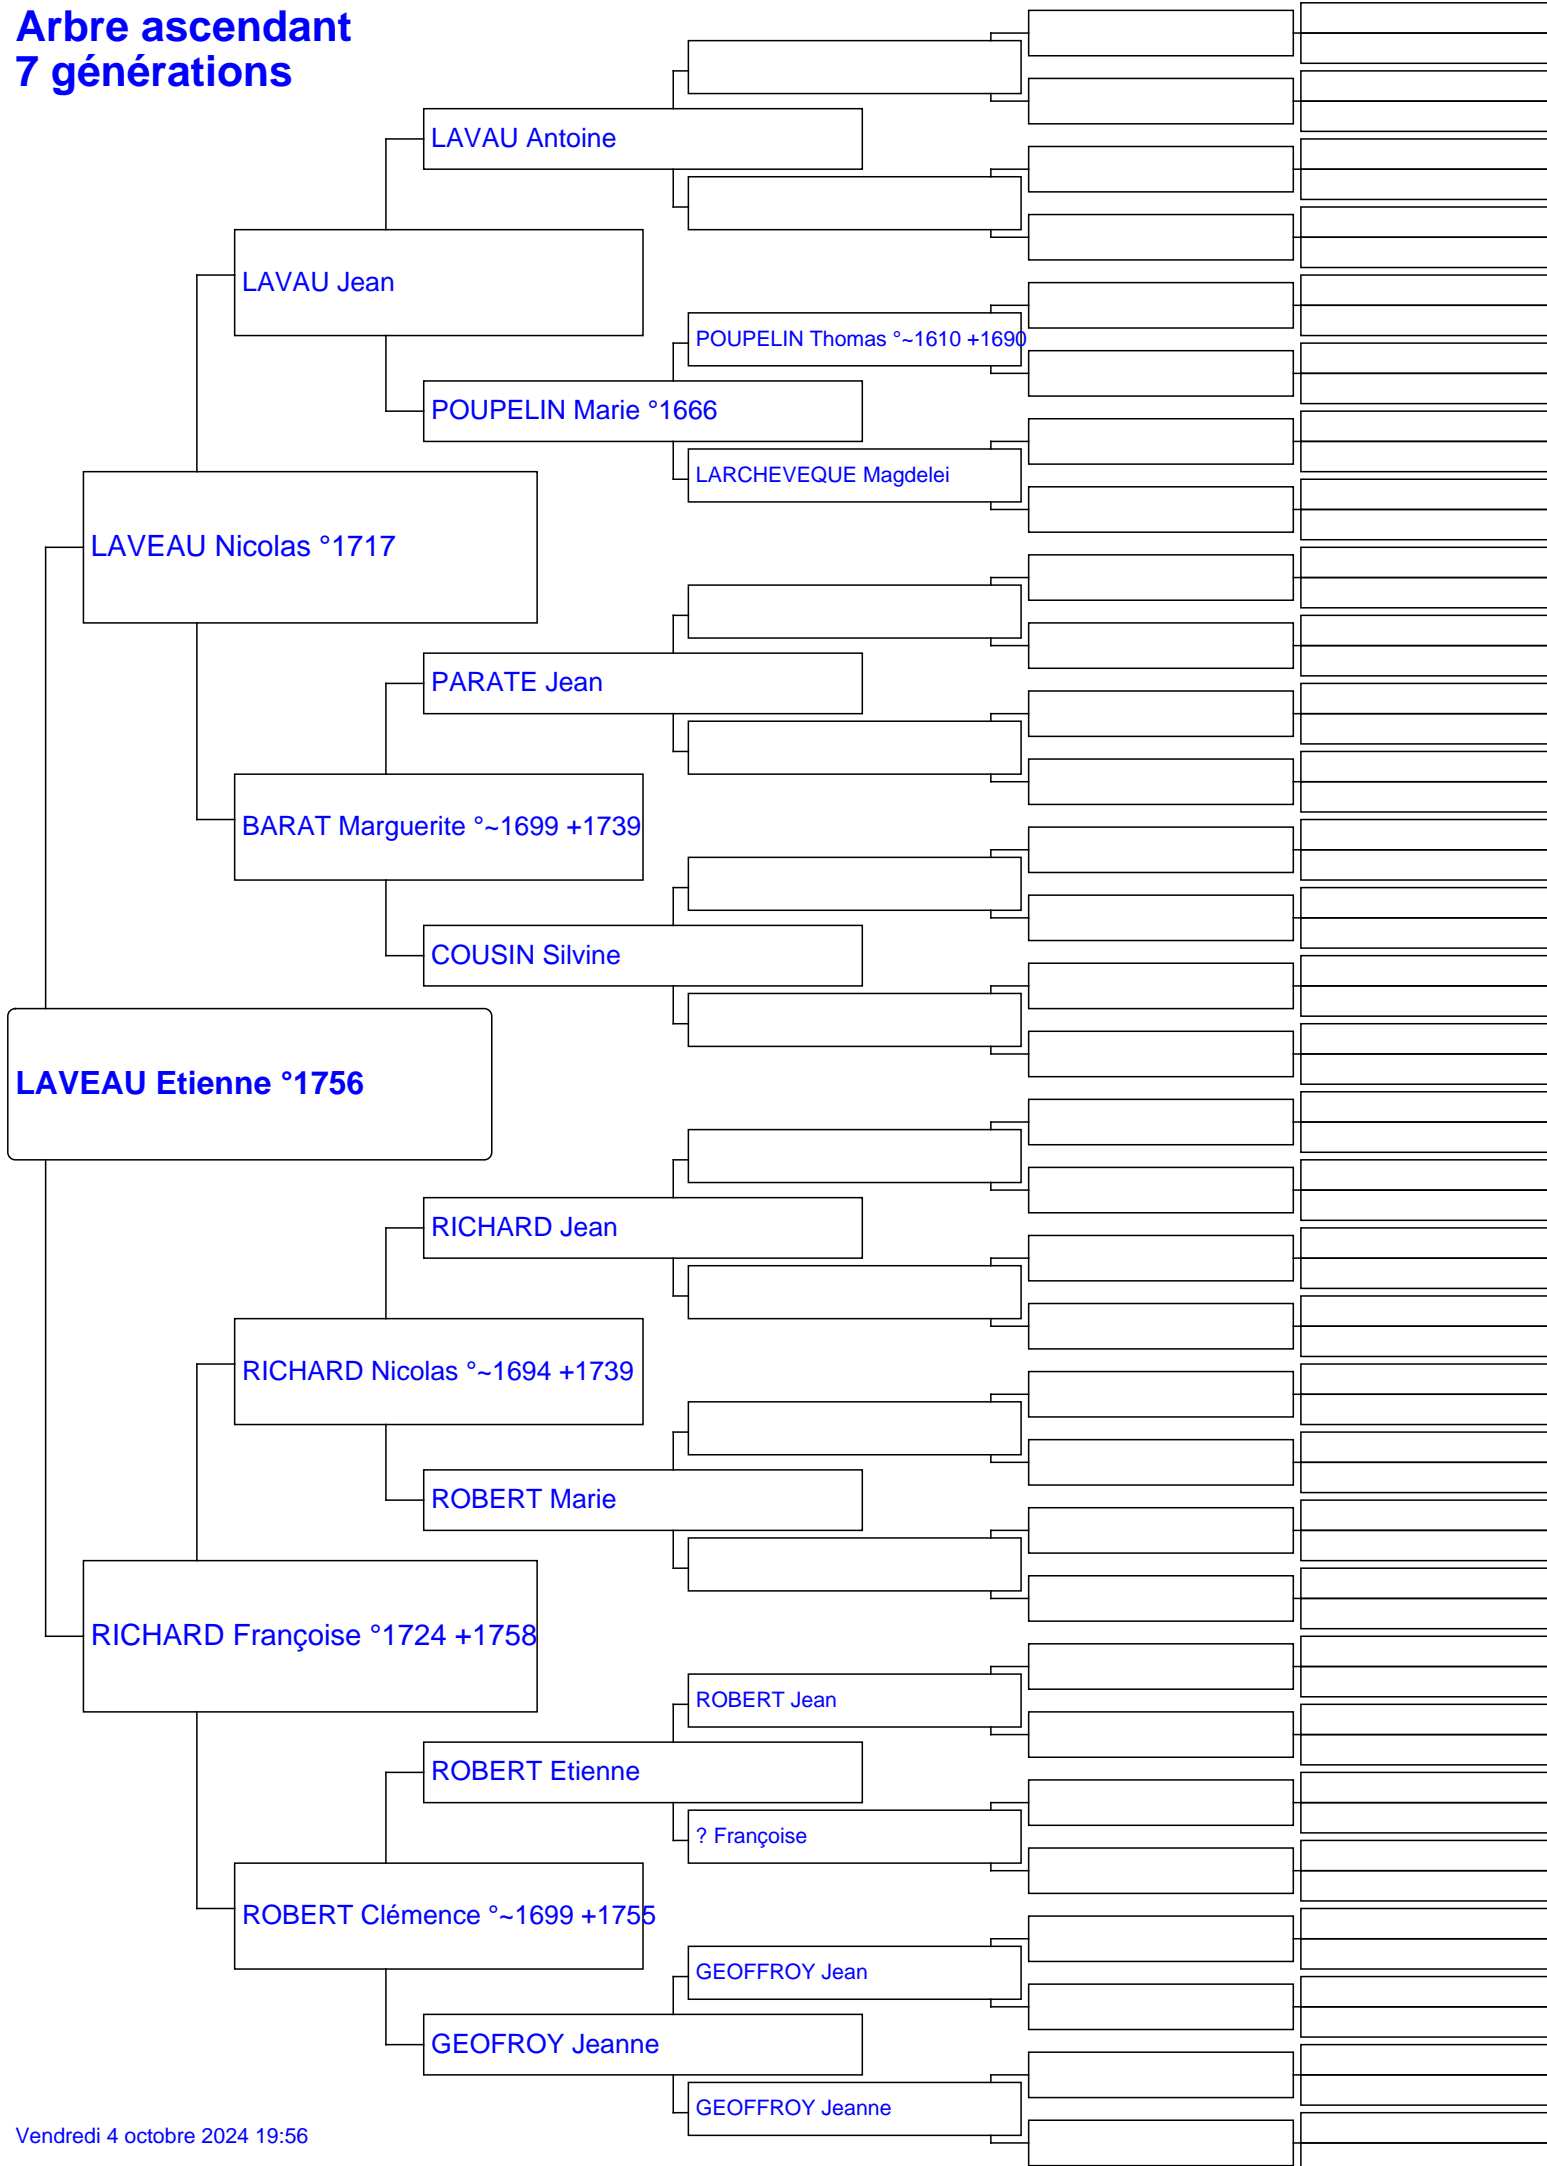 Arbre ascendant
7 générations
LAVAU Antoine
LAVAU Jean
POUPELIN Thomas °~1610 +1690
POUPELIN Marie °1666
LARCHEVEQUE Magdelei
LAVEAU Nicolas °1717
PARATE Jean
BARAT Marguerite °~1699 +1739
COUSIN Silvine
LAVEAU Etienne °1756
RICHARD Jean
RICHARD Nicolas °~1694 +1739
ROBERT Marie
RICHARD Françoise °1724 +1758
ROBERT Jean
ROBERT Etienne
? Françoise
ROBERT Clémence °~1699 +1755
GEOFFROY Jean
GEOFROY Jeanne
GEOFFROY Jeanne
Vendredi 4 octobre 2024 19:56